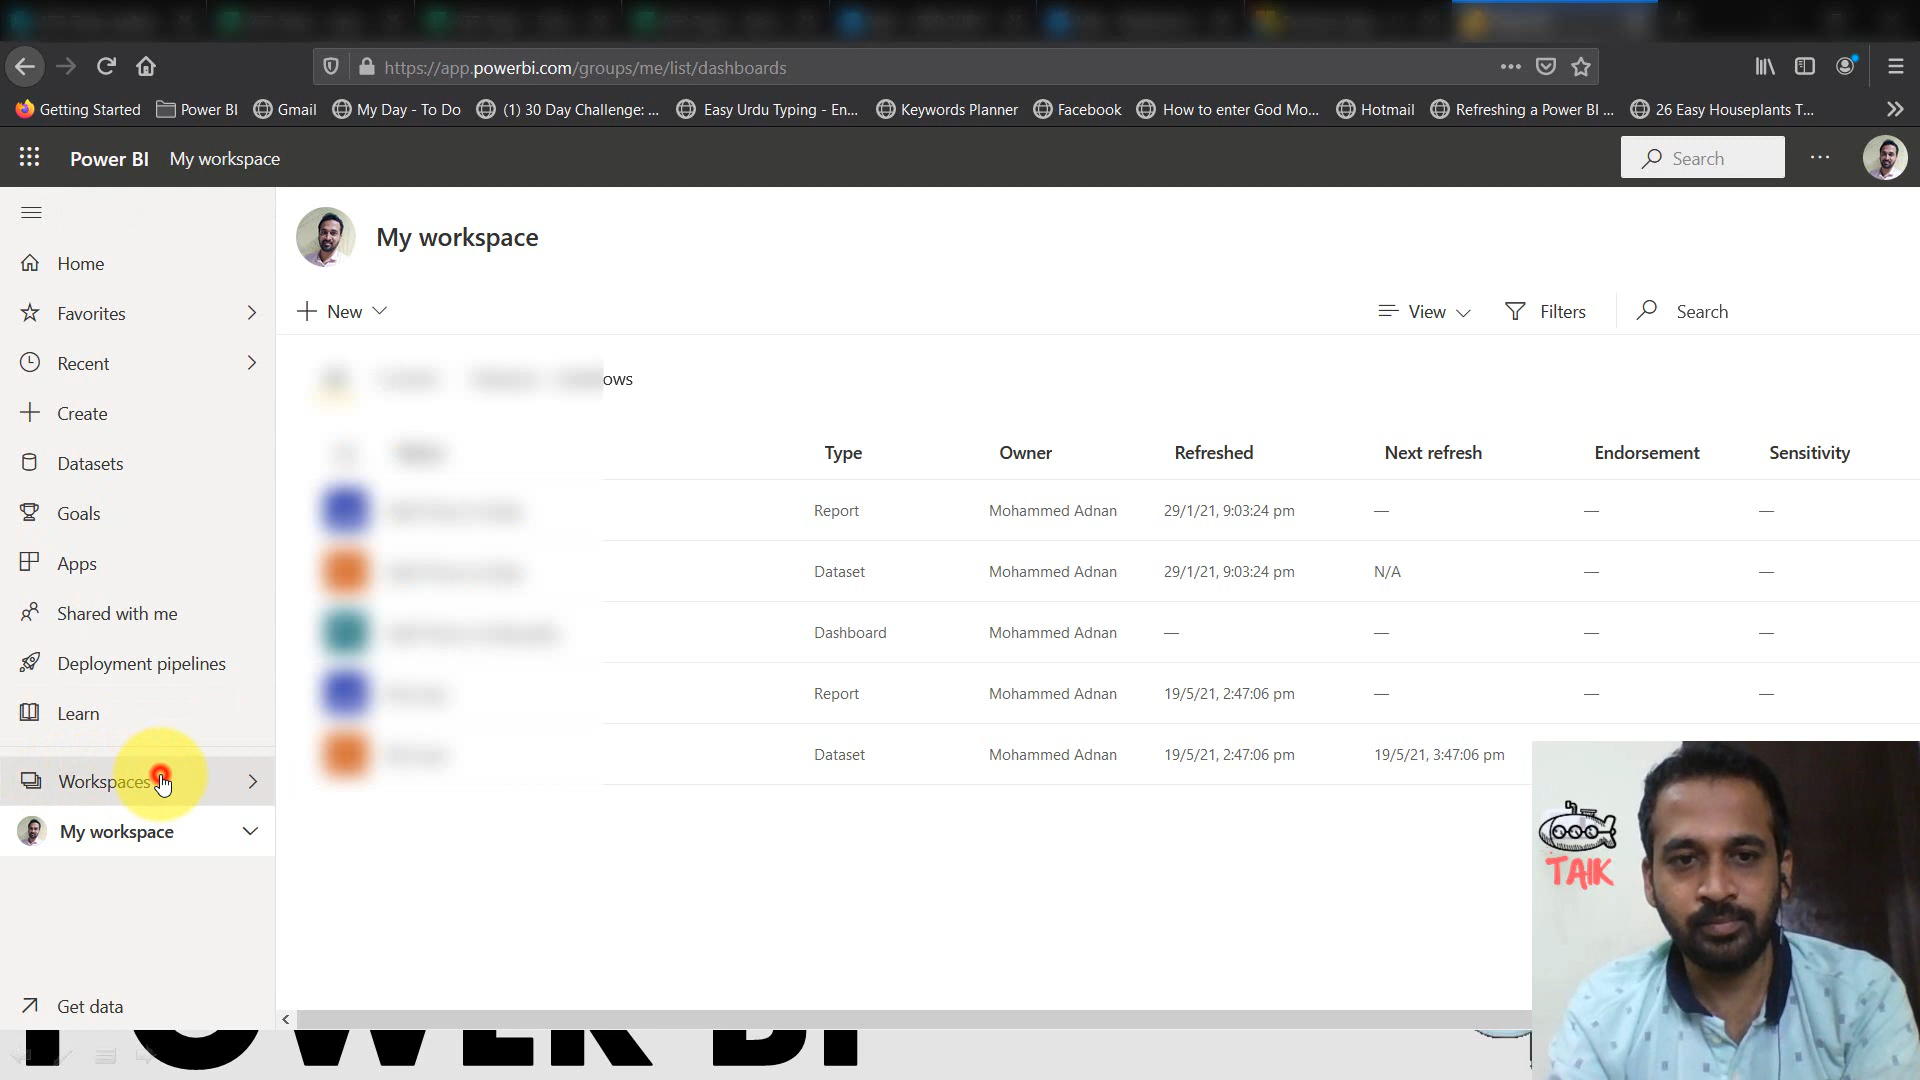 https://app.powerbi.com/groups/me/list/dashboards
Getting Started
Power BI
Gmail
My Day - To Do
(1) 30 Day Challenge: ...
Easy Urdu Typing - En...
Keywords Planner
Facebook
How to enter God Mo...
Hotmail
Refreshing a Power BI ...
26 Easy Houseplants T...
Power BI My workspace
Search
My workspace
Home
New
View
Filters
Search
Favorites
Recent
Create
Datasets
Goals
Apps
Shared with me
Deployment pipelines
Learn
Workspaces
My workspace
Get data
ows
Type Owner Refreshed Next refresh Endorsement Sensitivity
Report Mohammed Adnan 29/1/21, 9:03:24 pm — — —
Dataset Mohammed Adnan 29/1/21, 9:03:24 pm N/A — —
Dashboard Mohammed Adnan — — — —
Report Mohammed Adnan 19/5/21, 2:47:06 pm — — —
Dataset Mohammed Adnan 19/5/21, 2:47:06 pm 19/5/21, 3:47:06 pm
TAIK
POWER BI